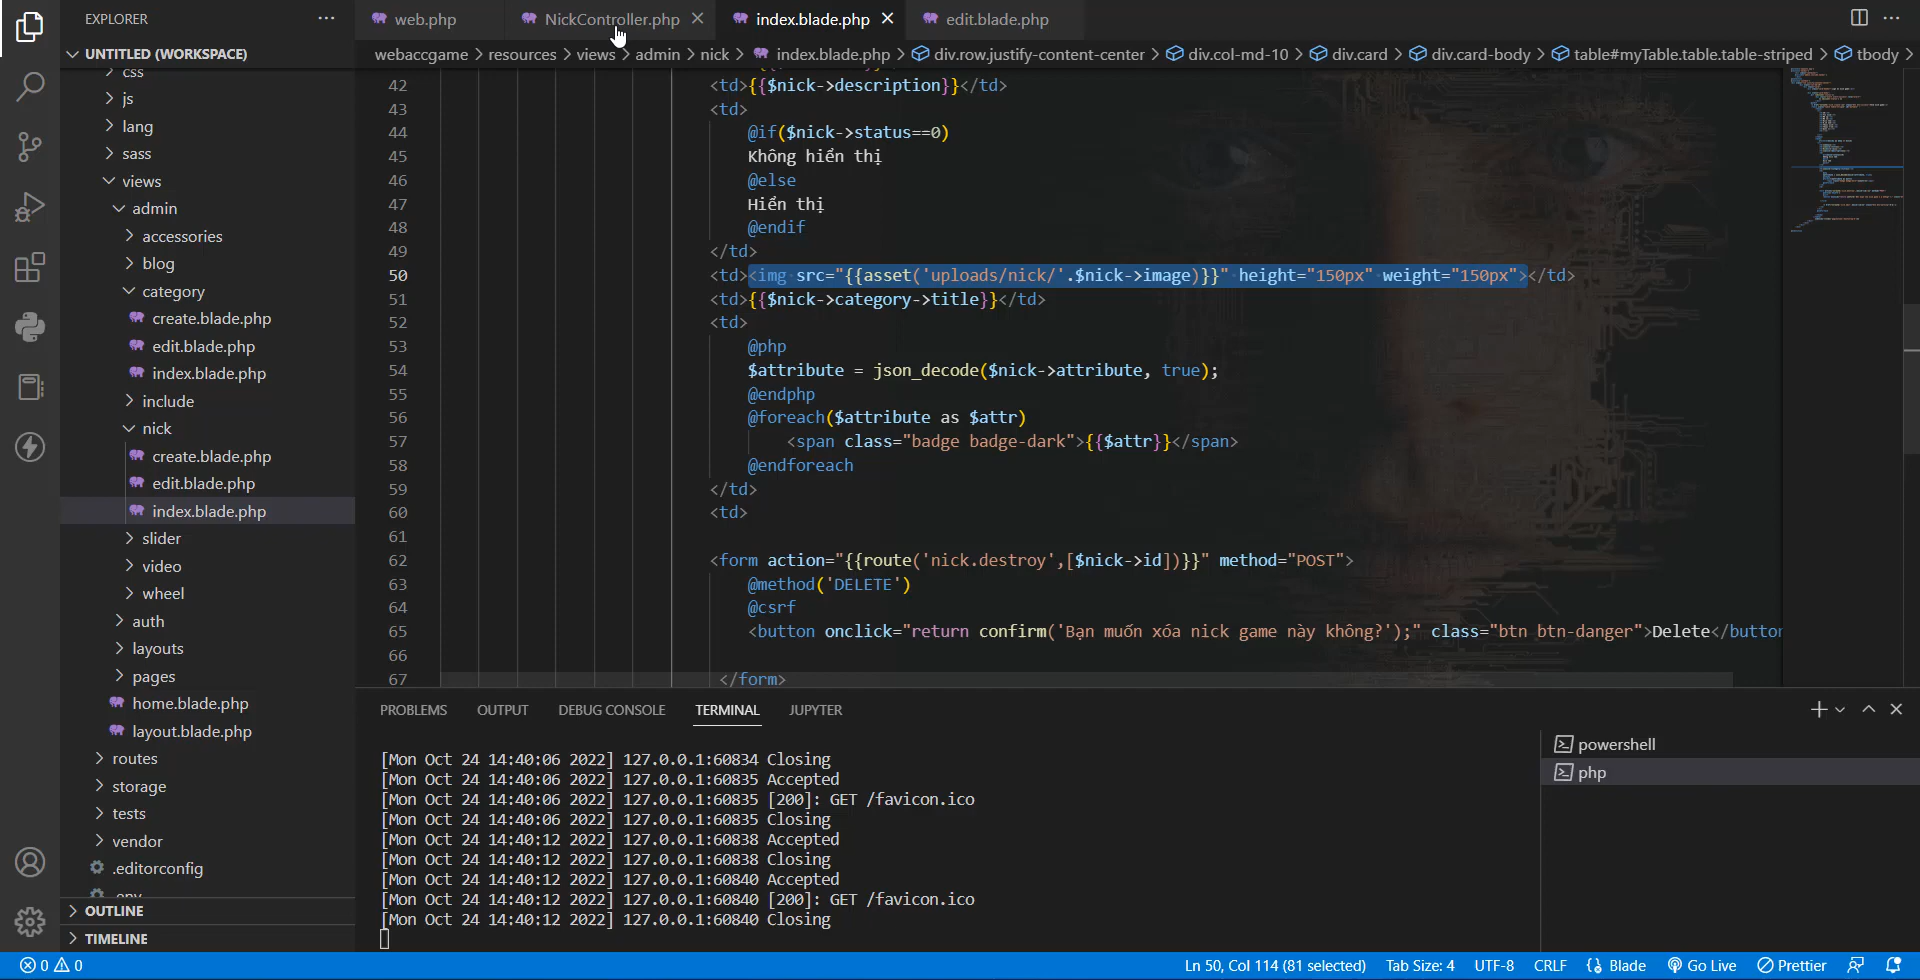 EXPLORER
UNTITLED (WORKSPACE)
css
js
lang
sass
views
admin
accessories
blog
category
create.blade.php
edit.blade.php
index.blade.php
include
nick
create.blade.php
edit.blade.php
index.blade.php
slider
video
wheel
auth
layouts
pages
home.blade.php
layout.blade.php
routes
storage
tests
vendor
.editorconfig
.env
OUTLINE
TIMELINE
web.php NickController.php index.blade.php edit.blade.php
webaccgame > resources > views > admin > nick > index.blade.php > div.row.justify-content-center > div.col-md-10 > div.card > div.card-body > table#myTable.table.table-striped > tbody >
42 <td>{{$nick->description}}</td>
43 <td>
44 @if($nick->status==0)
45 Không hiển thị
46 @else
47 Hiển thị
48 @endif
49 </td>
50 <td><img src="{{asset('uploads/nick/'.$nick->image)}}" height="150px" weight="150px"></td>
51 <td>{{$nick->category->title}}</td>
52 <td>
53 @php
54 $attribute = json_decode($nick->attribute, true);
55 @endphp
56 @foreach($attribute as $attr)
57 <span class="badge badge-dark">{{$attr}}</span>
58 @endforeach
59 </td>
60 <td>
61
62 <form action="{{route('nick.destroy',[$nick->id])}}" method="POST">
63 @method('DELETE')
64 @csrf
65 <button onclick="return confirm('Bạn muốn xóa nick game này không?');" class="btn btn-danger">Delete</button
66
67 </form>
PROBLEMS OUTPUT DEBUG CONSOLE TERMINAL JUPYTER
[Mon Oct 24 14:40:06 2022] 127.0.0.1:60834 Closing
[Mon Oct 24 14:40:06 2022] 127.0.0.1:60835 Accepted
[Mon Oct 24 14:40:06 2022] 127.0.0.1:60835 [200]: GET /favicon.ico
[Mon Oct 24 14:40:06 2022] 127.0.0.1:60835 Closing
[Mon Oct 24 14:40:12 2022] 127.0.0.1:60838 Accepted
[Mon Oct 24 14:40:12 2022] 127.0.0.1:60838 Closing
[Mon Oct 24 14:40:12 2022] 127.0.0.1:60840 Accepted
[Mon Oct 24 14:40:12 2022] 127.0.0.1:60840 [200]: GET /favicon.ico
[Mon Oct 24 14:40:12 2022] 127.0.0.1:60840 Closing
powershell
php
0 0 Ln 50, Col 114 (81 selected) Tab Size: 4 UTF-8 CRLF Blade Go Live Prettier